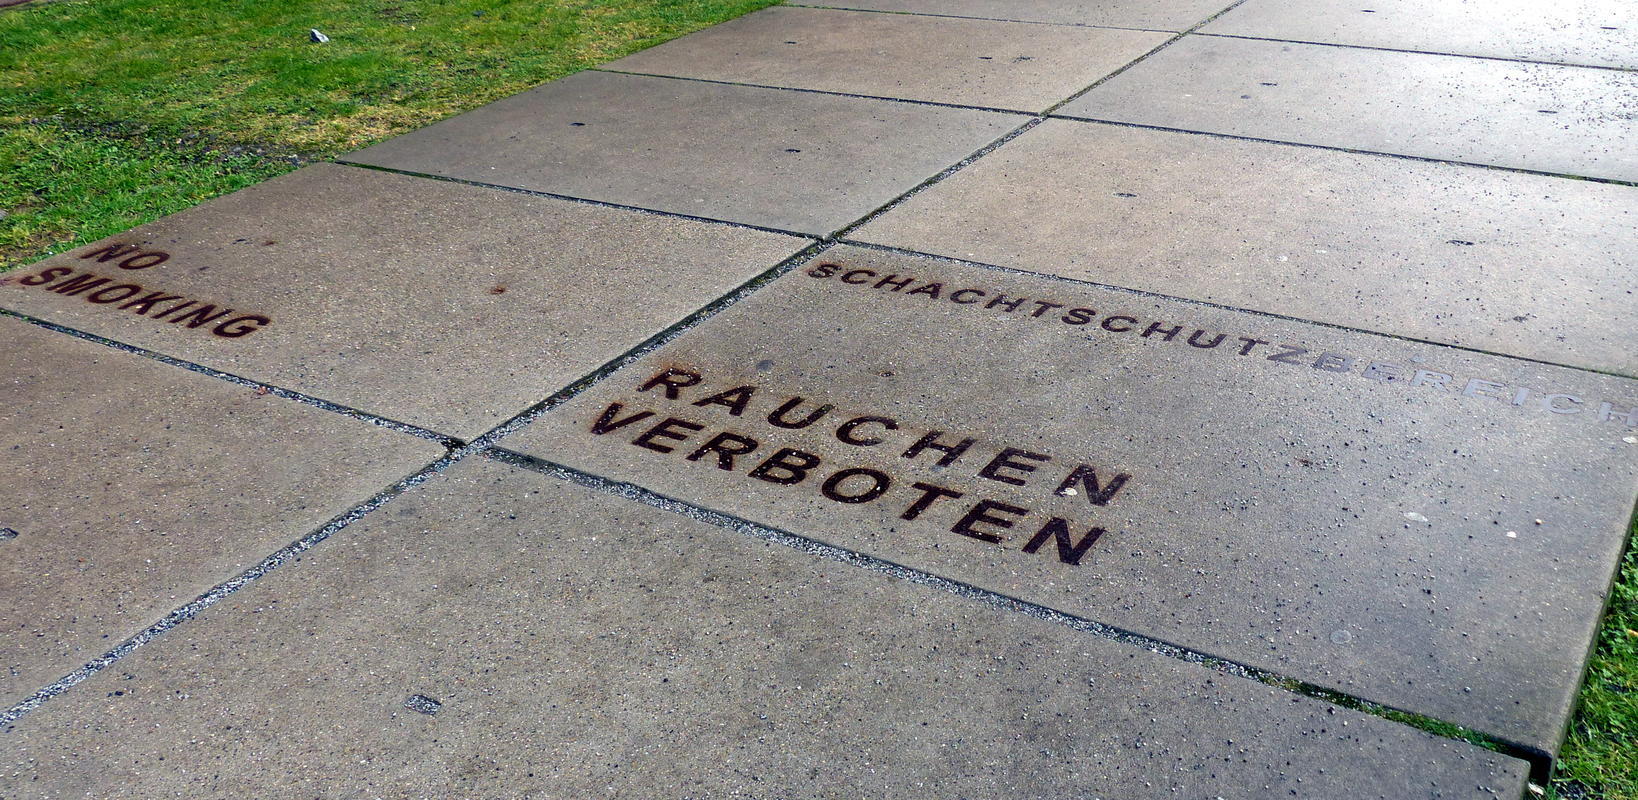 NO
SMOKING
SCHACHTSCHUTZBEREICH
RAUCHEN
VERBOTEN